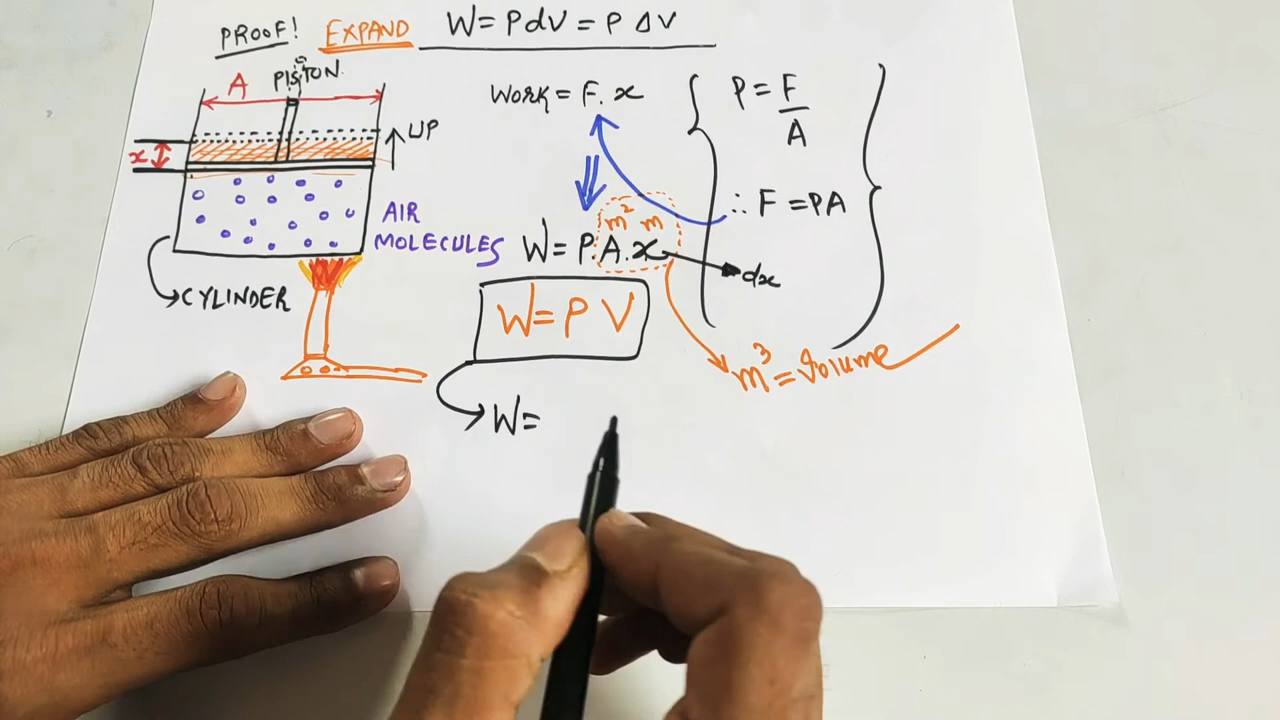 PROOF! EXPAND W= PdV = P ΔV
A PISTON
x UP
AIR
MOLECULES
CYLINDER
WORK = F. x
P = F
A
∴ F = PA
m² m
W= P.A.x
dx
W= P V
m³ = Volume
W=